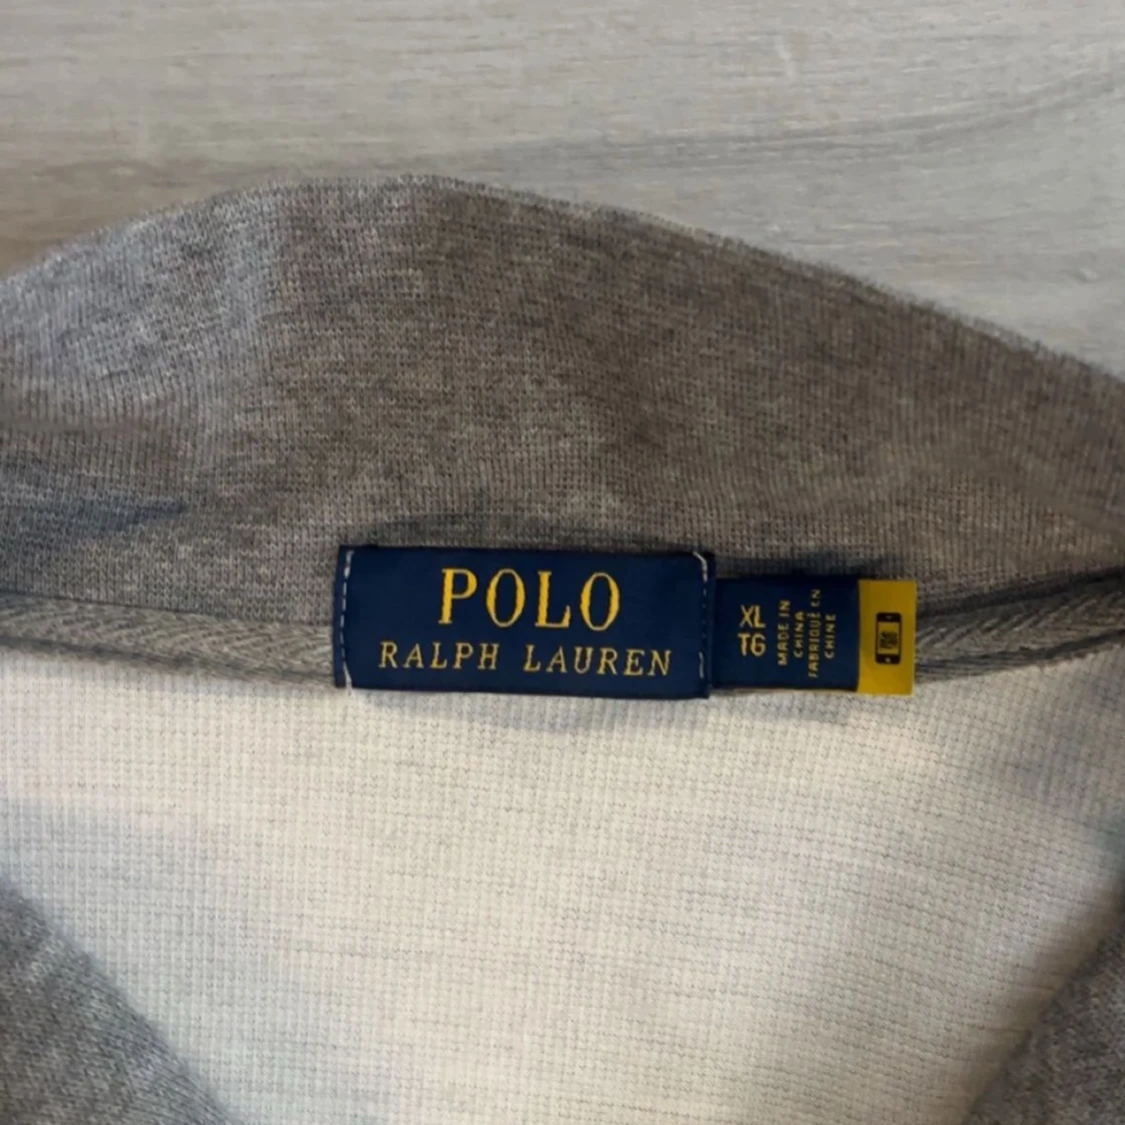 POLO
RALPH LAUREN
XL
TG
MADE IN
CHINA
FABRIQUÉ EN
CHINE